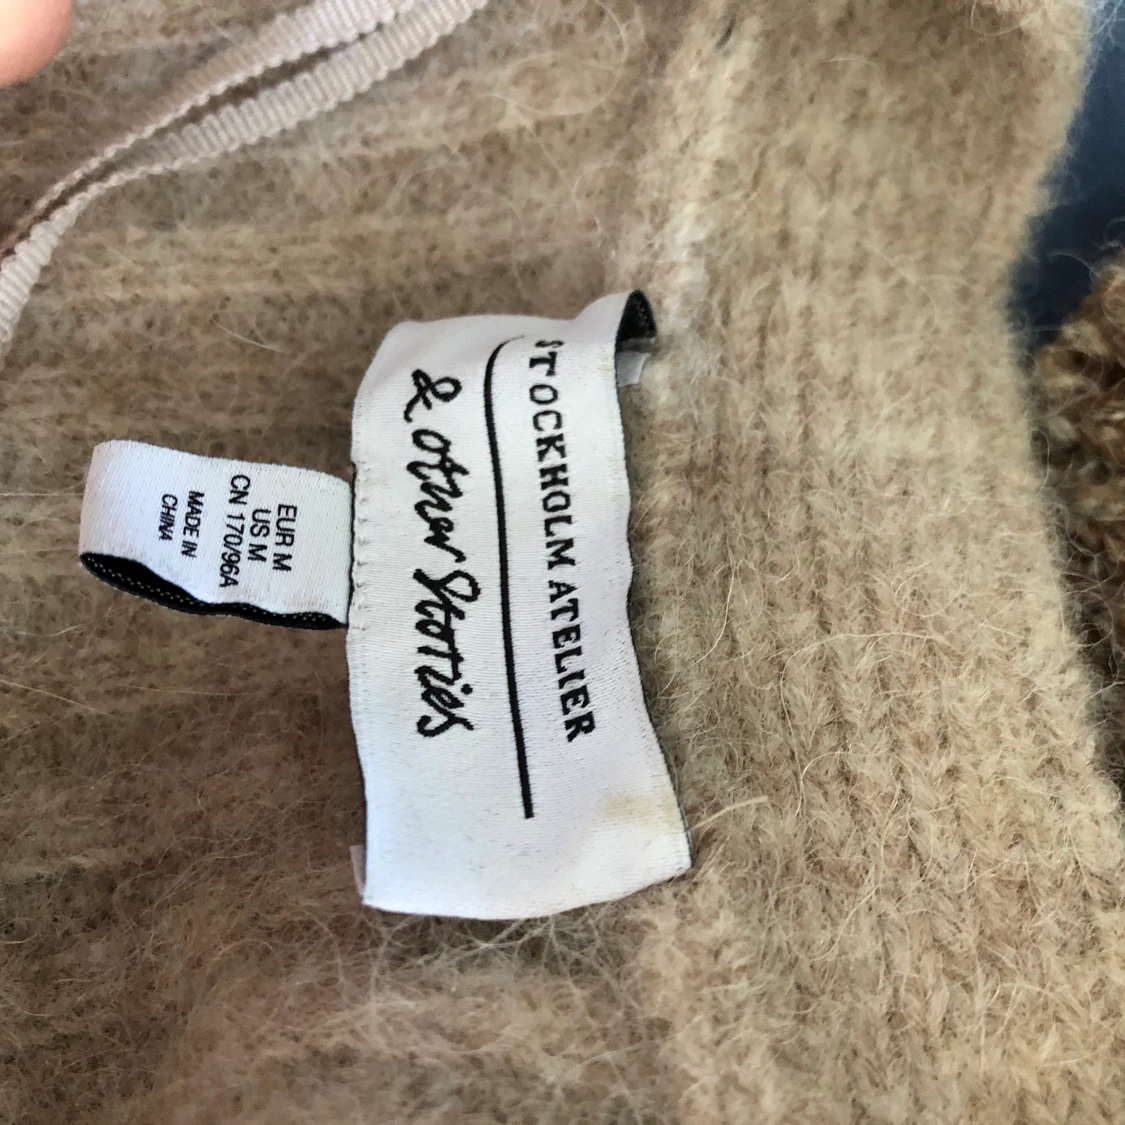 STOCKHOLM ATELIER
& Other Stories
EUR M
US M
CN 170/96A
MADE IN
CHINA